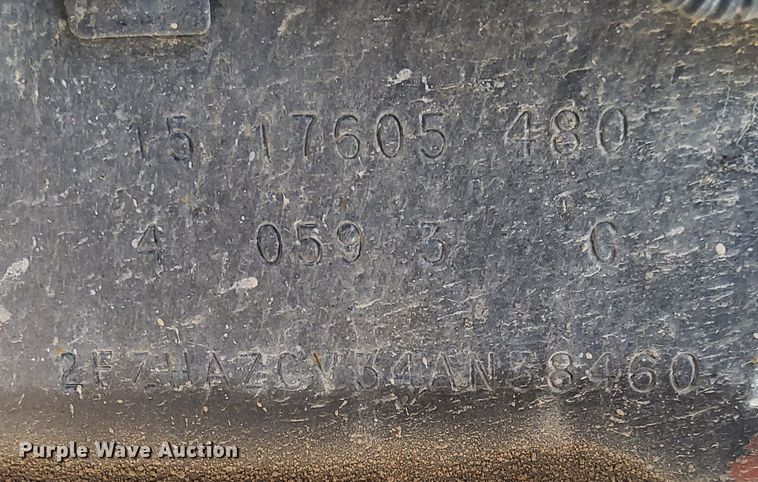 15 17605 480
4 059 3 C
2FZHAZCV34AN38460
Purple Wave Auction